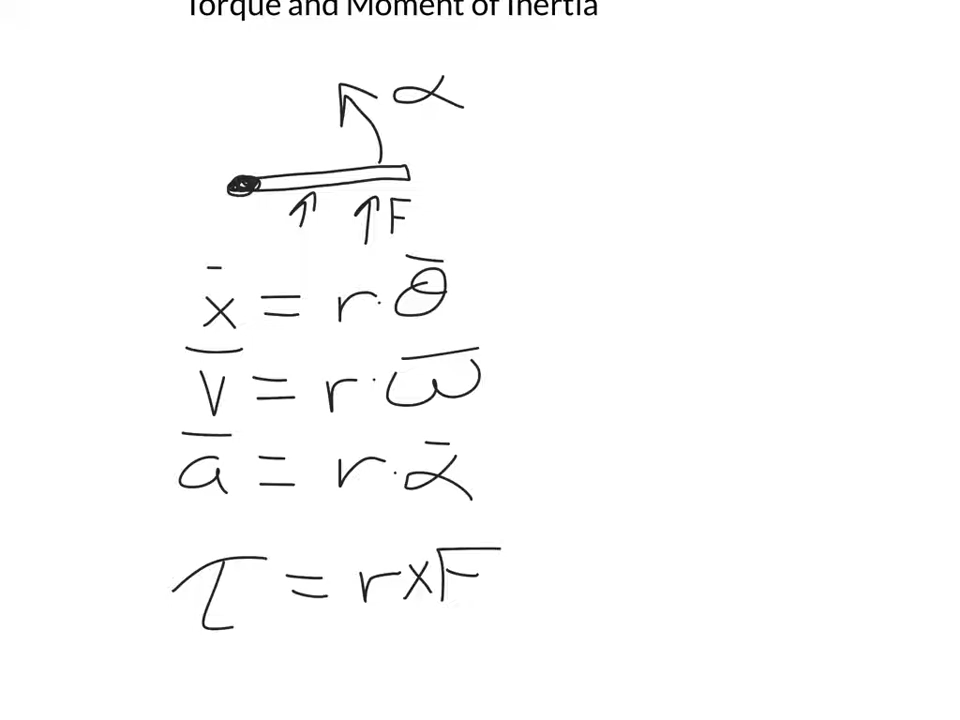 Torque and Moment of Inertia
α
F
x̄ = r · θ̄
v̄ = r · ω̄
ā = r · ᾱ
τ = r × F̄